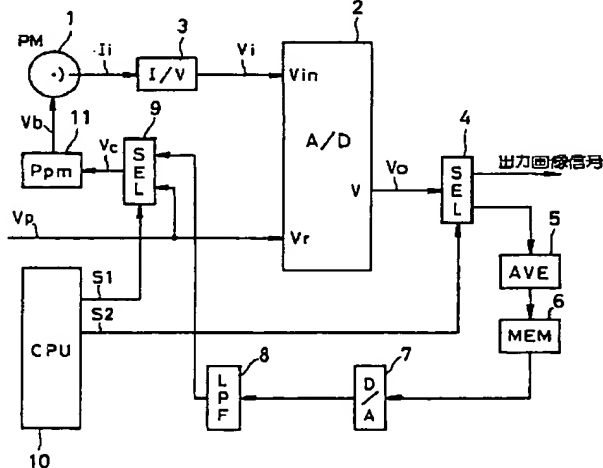 1
PM
Ii
3
I/V
Vi
2
Vin
A/D
V
Vr
Vb
11
Ppm
Vc
9
SEL
Vp
Vo
4
SEL
出力画像信号
5
AVE
6
MEM
S1
S2
CPU
10
8
LPF
7
D/A